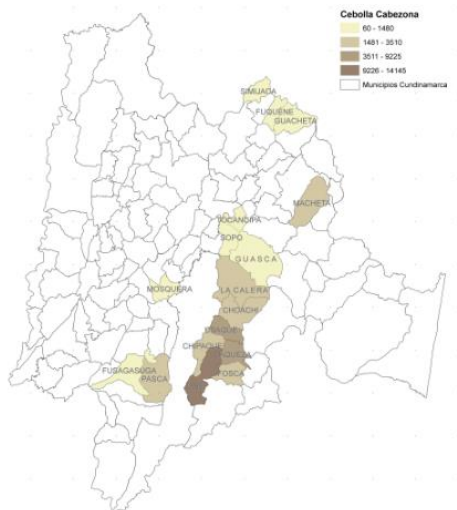 Cebolla Cabezona
60 - 1480
1481 - 3510
3511 - 9225
9226 - 14145
Municipios Cundinamarca
SIMIJACA
FUQUENE
GUACHETA
MACHETA
TOCANCIPA
SOPO
GUASCA
MOSQUERA
LA CALERA
CHOACHI
UBAQUE
CHIPAQUE
FOSCA
FUSAGASUGA
PASCA